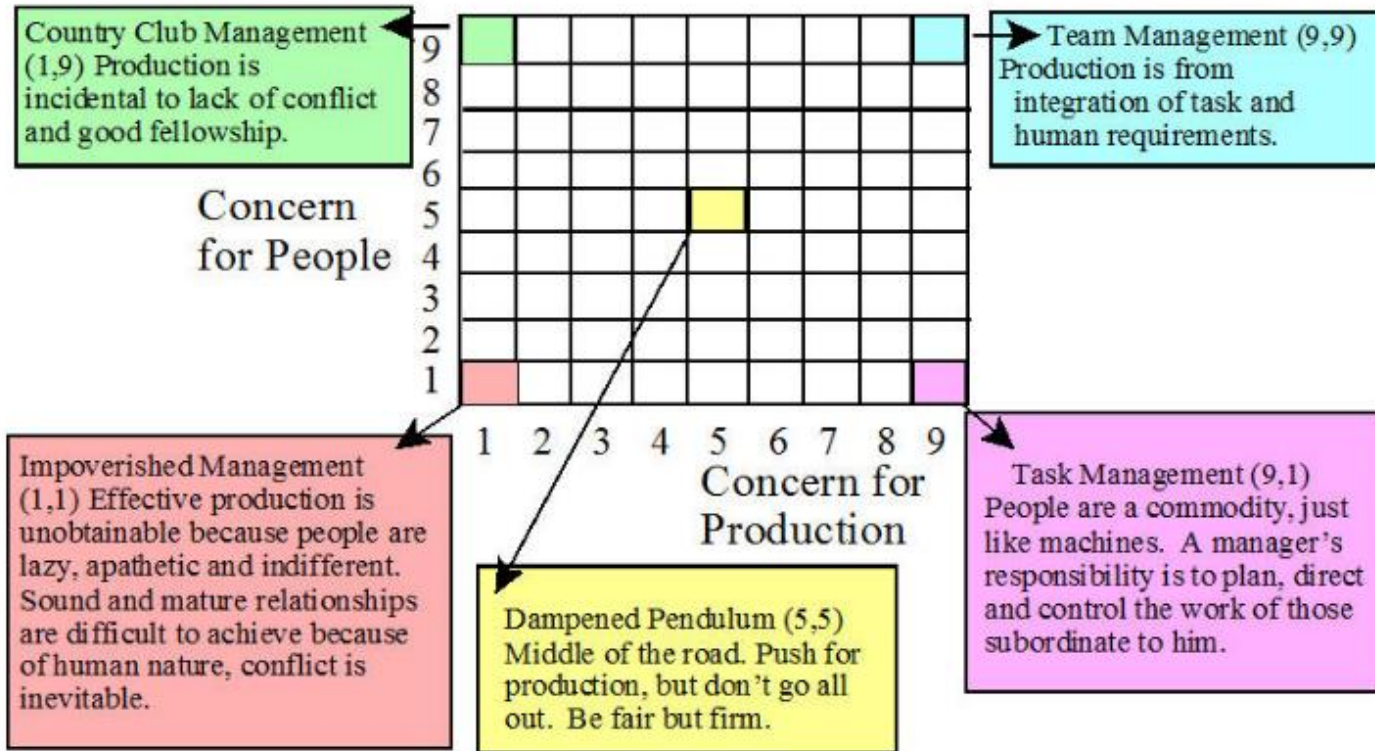 Country Club Management
(1,9) Production is
incidental to lack of conflict
and good fellowship.
Team Management (9,9)
Production is from
integration of task and
human requirements.
Concern
for People
9
8
7
6
5
4
3
2
1
1 2 3 4 5 6 7 8 9
Concern for
Production
Impoverished Management
(1,1) Effective production is
unobtainable because people are
lazy, apathetic and indifferent.
Sound and mature relationships
are difficult to achieve because
of human nature, conflict is
inevitable.
Dampened Pendulum (5,5)
Middle of the road. Push for
production, but don’t go all
out. Be fair but firm.
Task Management (9,1)
People are a commodity, just
like machines. A manager’s
responsibility is to plan, direct
and control the work of those
subordinate to him.